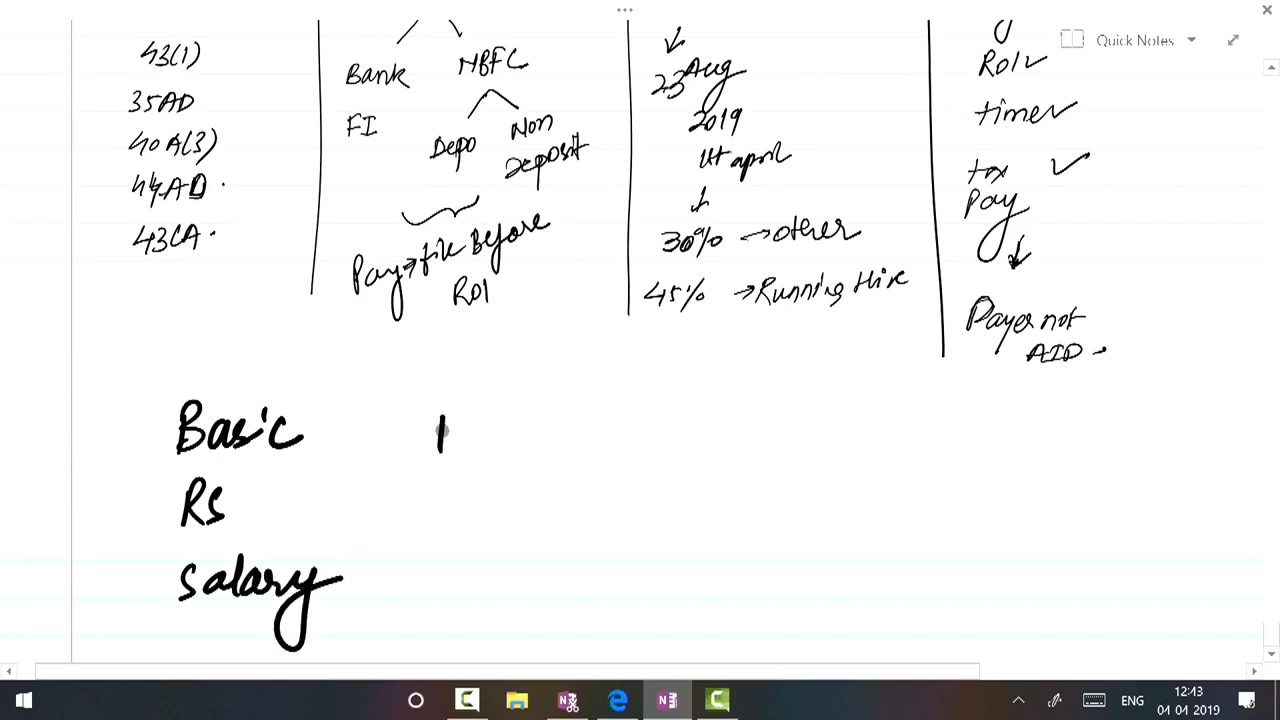 Quick Notes
43(1)
35AD
40A(3)
44AD.
43CA.
Bank NBFC
FI
Depo Non
Deposit
Pay → file Before
ROI
23 Aug
2019
1st april
30% → other
45% → Running Hire
ROI ✓
timer
tax ✓
Pay
Payer not
AID
Basic
RS
Salary
ENG
12:43
04-04-2019